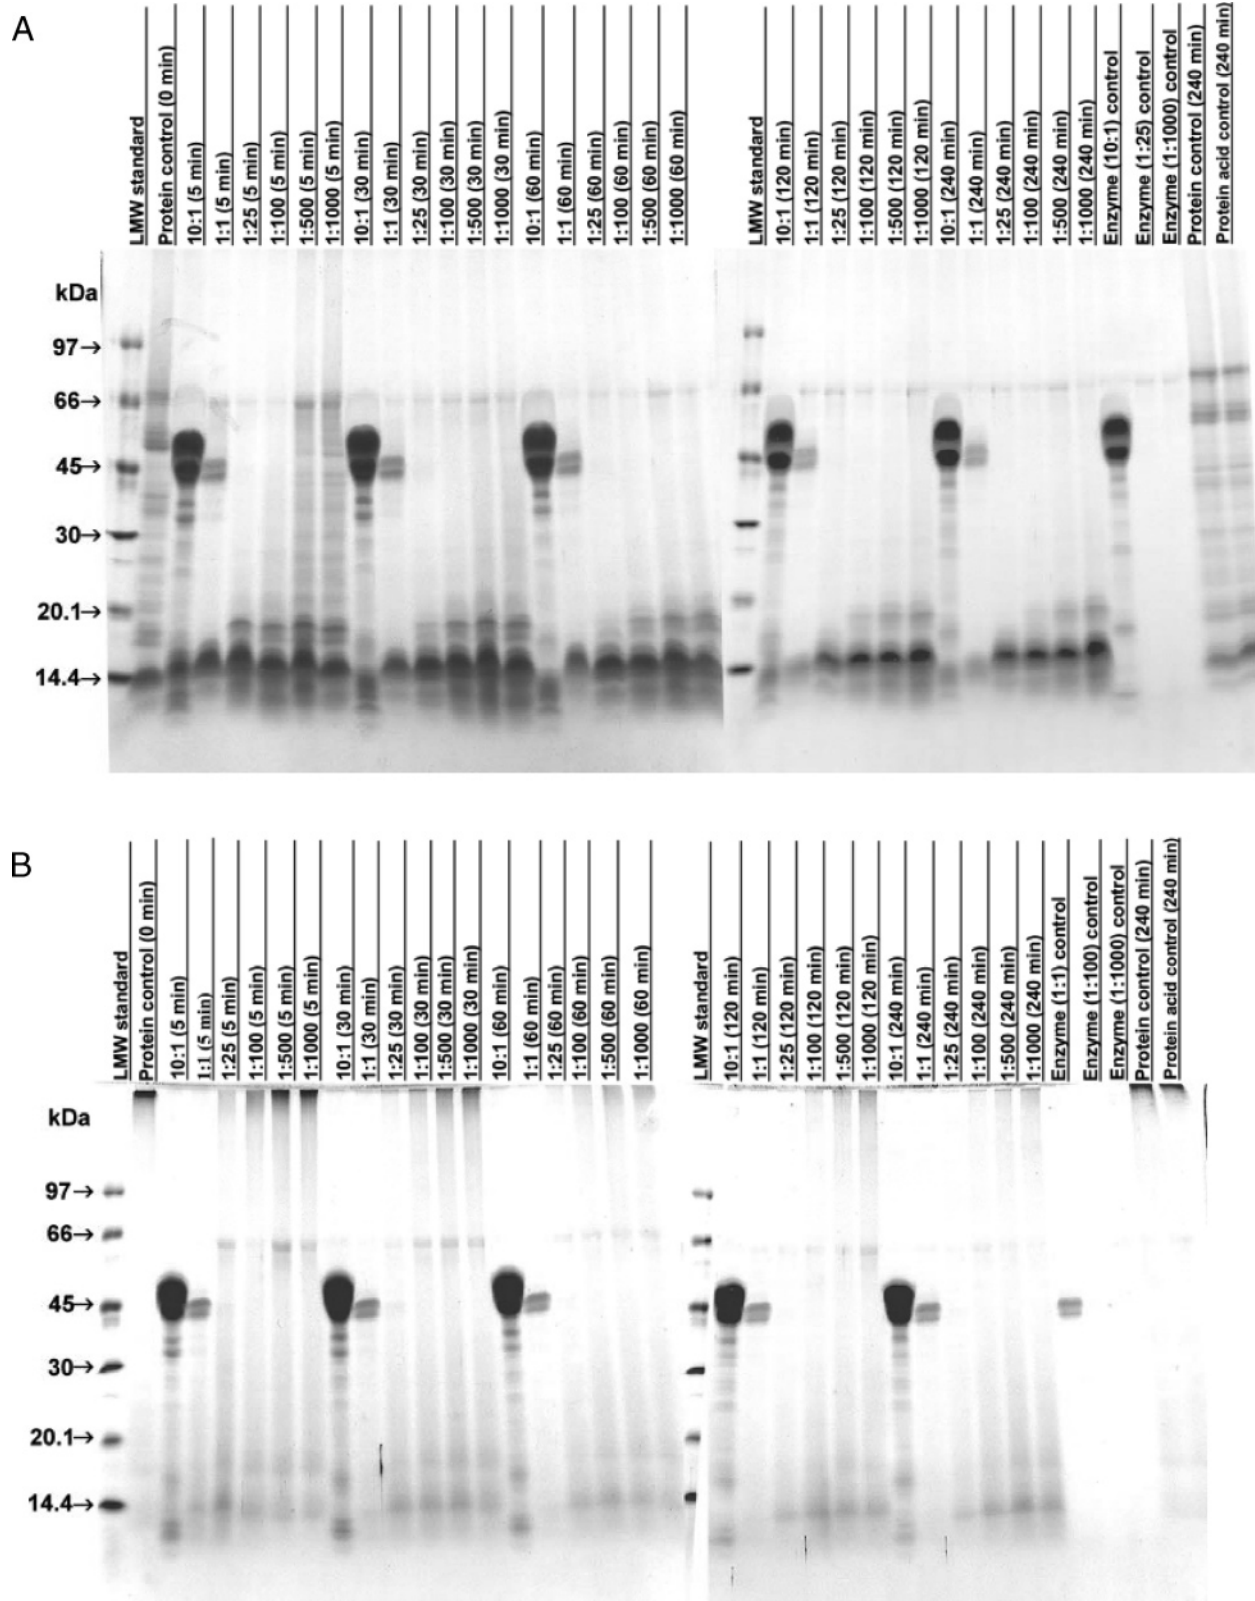 A
LMW standard
Protein control (0 min)
10:1 (5 min)
1:1 (5 min)
1:25 (5 min)
1:100 (5 min)
1:500 (5 min)
1:1000 (5 min)
10:1 (30 min)
1:1 (30 min)
1:25 (30 min)
1:100 (30 min)
1:500 (30 min)
1:1000 (30 min)
10:1 (60 min)
1:1 (60 min)
1:25 (60 min)
1:100 (60 min)
1:500 (60 min)
1:1000 (60 min)
LMW standard
10:1 (120 min)
1:1 (120 min)
1:25 (120 min)
1:100 (120 min)
1:500 (120 min)
1:1000 (120 min)
10:1 (240 min)
1:1 (240 min)
1:25 (240 min)
1:100 (240 min)
1:500 (240 min)
1:1000 (240 min)
Enzyme (10:1) control
Enzyme (1:25) control
Enzyme (1:1000) control
Protein control (240 min)
Protein acid control (240 min)
kDa
97→
66→
45→
30→
20.1→
14.4→
B
LMW standard
Protein control (0 min)
10:1 (5 min)
1:1 (5 min)
1:25 (5 min)
1:100 (5 min)
1:500 (5 min)
1:1000 (5 min)
10:1 (30 min)
1:1 (30 min)
1:25 (30 min)
1:100 (30 min)
1:500 (30 min)
1:1000 (30 min)
10:1 (60 min)
1:1 (60 min)
1:25 (60 min)
1:100 (60 min)
1:500 (60 min)
1:1000 (60 min)
LMW standard
10:1 (120 min)
1:1 (120 min)
1:25 (120 min)
1:100 (120 min)
1:500 (120 min)
1:1000 (120 min)
10:1 (240 min)
1:1 (240 min)
1:25 (240 min)
1:100 (240 min)
1:500 (240 min)
1:1000 (240 min)
Enzyme (1:1) control
Enzyme (1:100) control
Enzyme (1:1000) control
Protein control (240 min)
Protein acid control (240 min)
kDa
97→
66→
45→
30→
20.1→
14.4→